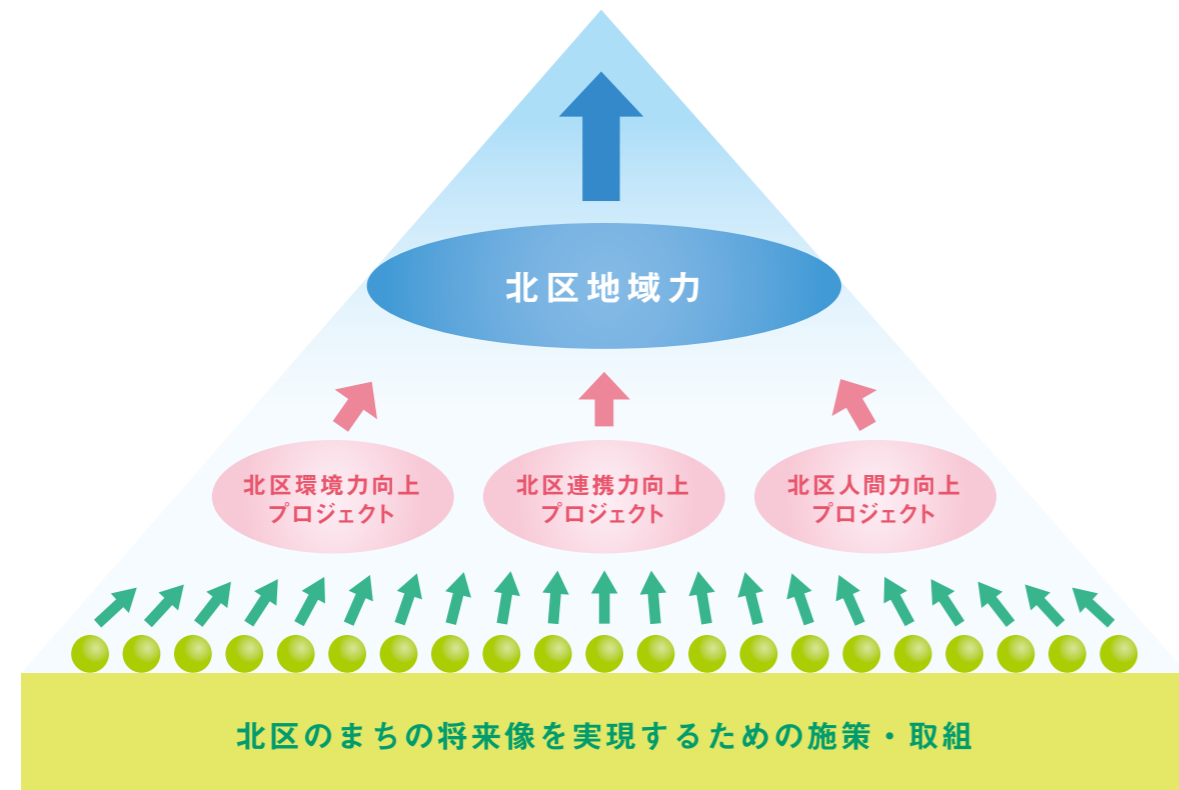 北区地域力
北区環境力向上
プロジェクト
北区連携力向上
プロジェクト
北区人間力向上
プロジェクト
北区のまちの将来像を実現するための施策・取組